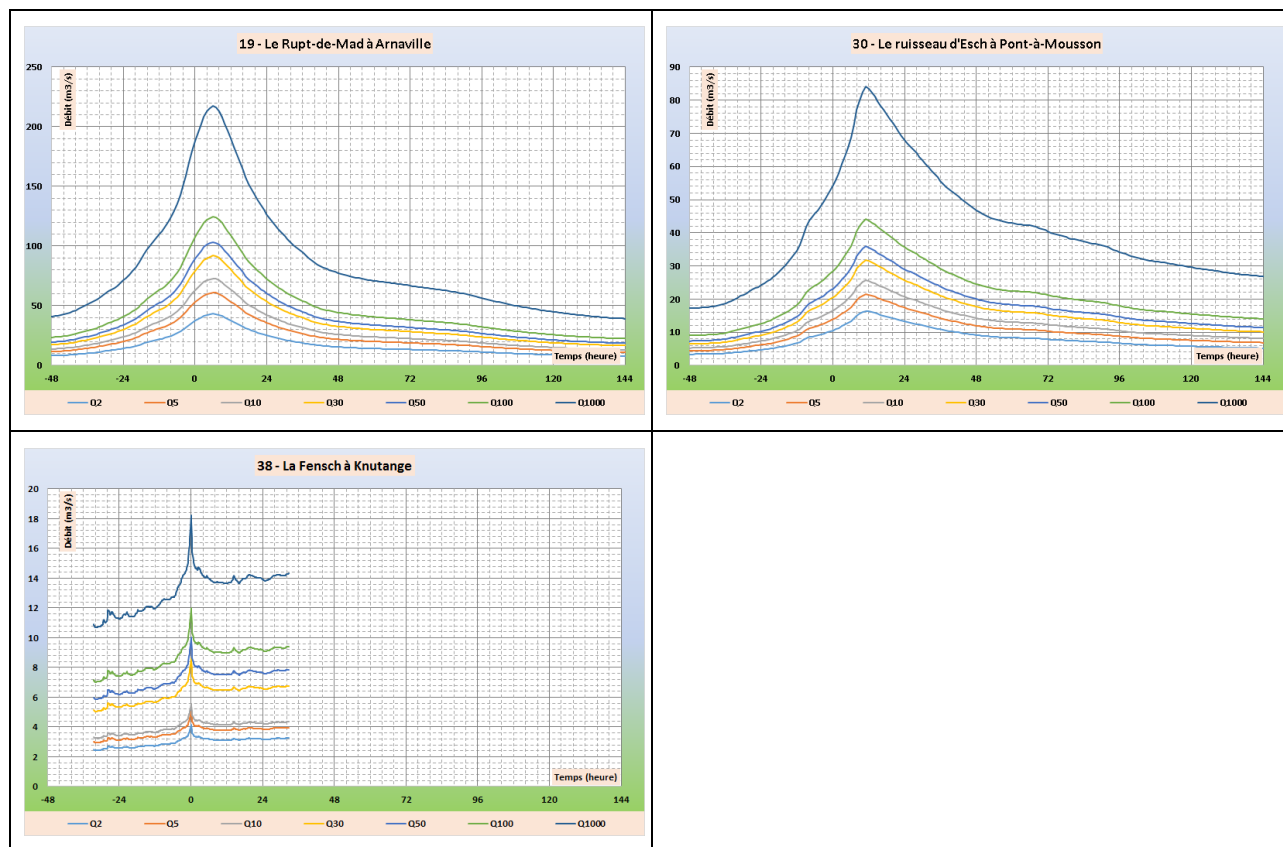 19 - Le Rupt-de-Mad à Arnaville
Débit (m3/s)
250
200
150
100
50
0
Temps (heure)
-48 -24 0 24 48 72 96 120 144
Q2 Q5 Q10 Q30 Q50 Q100 Q1000
30 - Le ruisseau d'Esch à Pont-à-Mousson
Débit (m3/s)
90
80
70
60
50
40
30
20
10
0
Temps (heure)
-48 -24 0 24 48 72 96 120 144
Q2 Q5 Q10 Q30 Q50 Q100 Q1000
38 - La Fensch à Knutange
Débit (m3/s)
20
18
16
14
12
10
8
6
4
2
0
Temps (heure)
-48 -24 0 24 48 72 96 120 144
Q2 Q5 Q10 Q30 Q50 Q100 Q1000